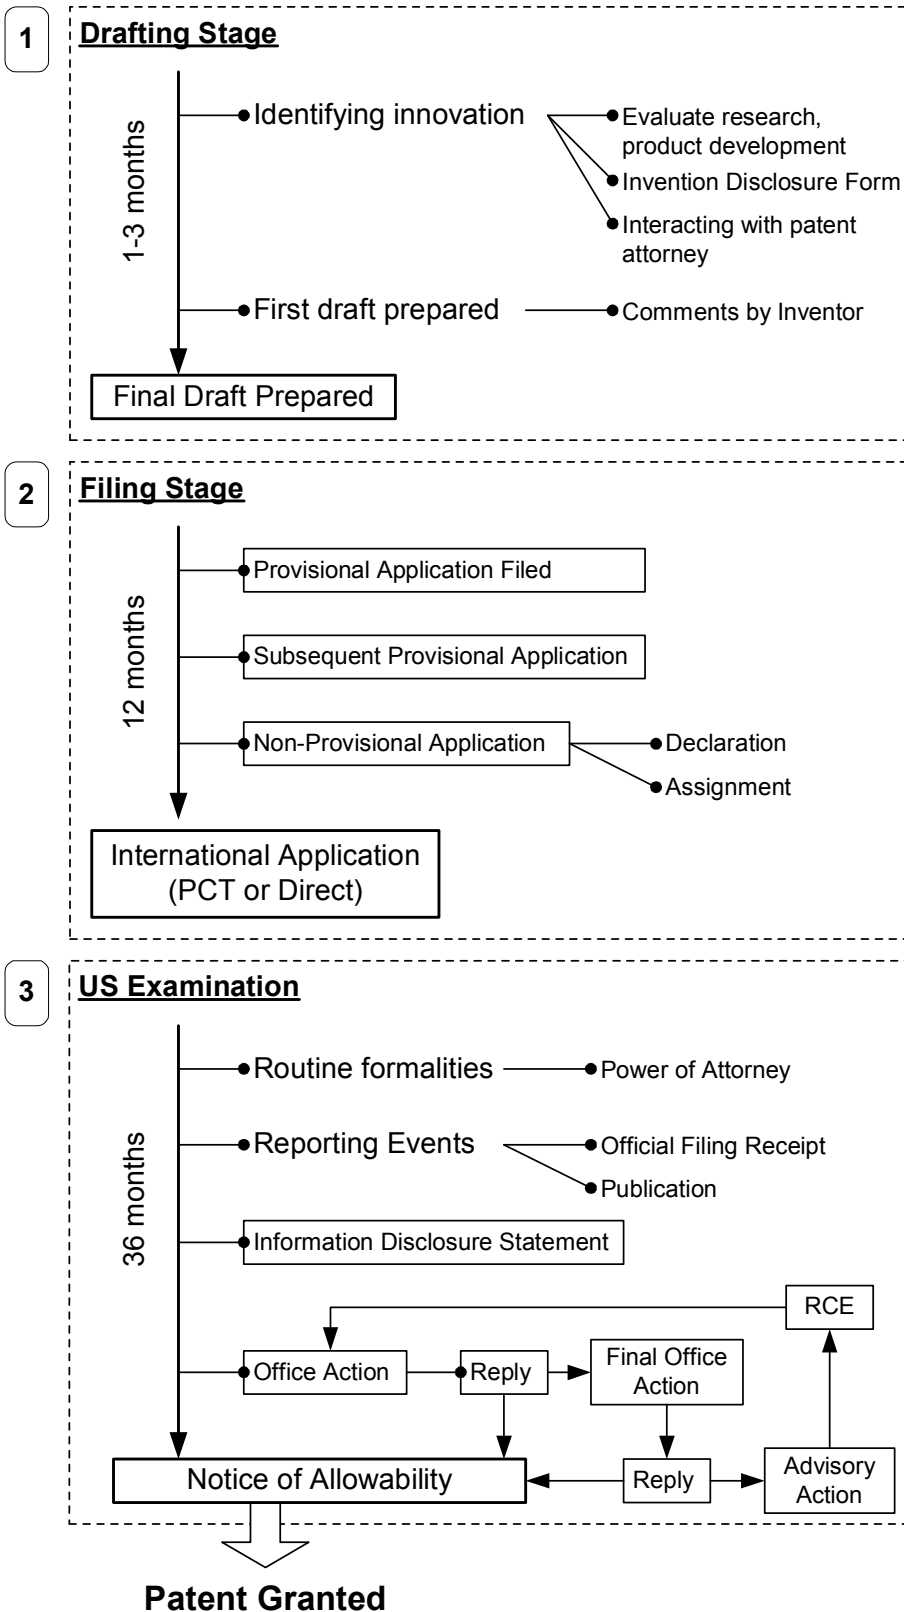 1
Drafting Stage
1-3 months
Identifying innovation
Evaluate research,
product development
Invention Disclosure Form
Interacting with patent
attorney
First draft prepared
Comments by Inventor
Final Draft Prepared
2
Filing Stage
12 months
Provisional Application Filed
Subsequent Provisional Application
Non-Provisional Application
Declaration
Assignment
International Application
(PCT or Direct)
3
US Examination
36 months
Routine formalities
Power of Attorney
Reporting Events
Official Filing Receipt
Publication
Information Disclosure Statement
RCE
Office Action
Reply
Final Office
Action
Notice of Allowability
Reply
Advisory
Action
Patent Granted